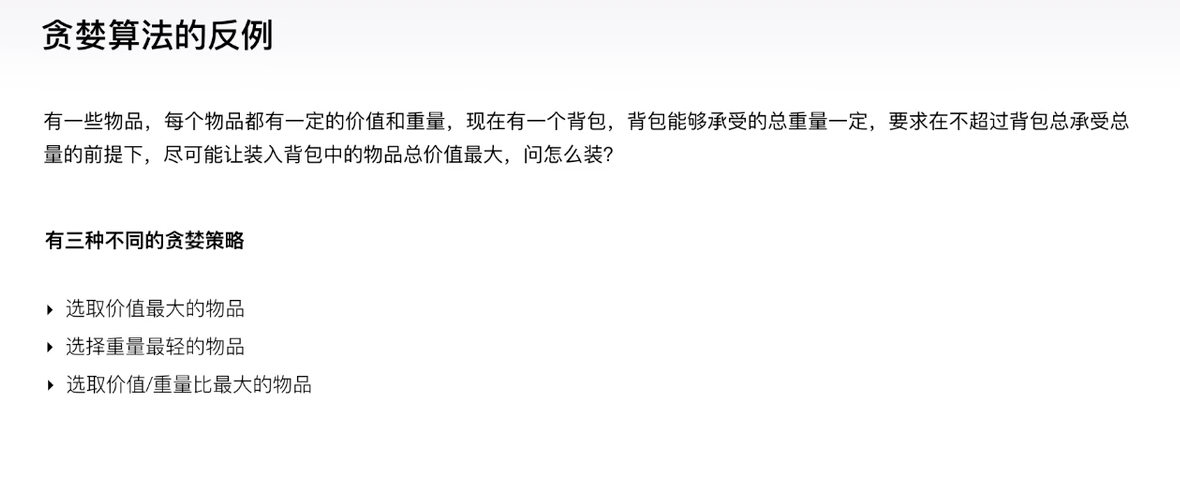 贪婪算法的反例
有一些物品，每个物品都有一定的价值和重量，现在有一个背包，背包能够承受的总重量一定，要求在不超过背包总承受总
量的前提下，尽可能让装入背包中的物品总价值最大，问怎么装？
有三种不同的贪婪策略
选取价值最大的物品
选择重量最轻的物品
选取价值/重量比最大的物品